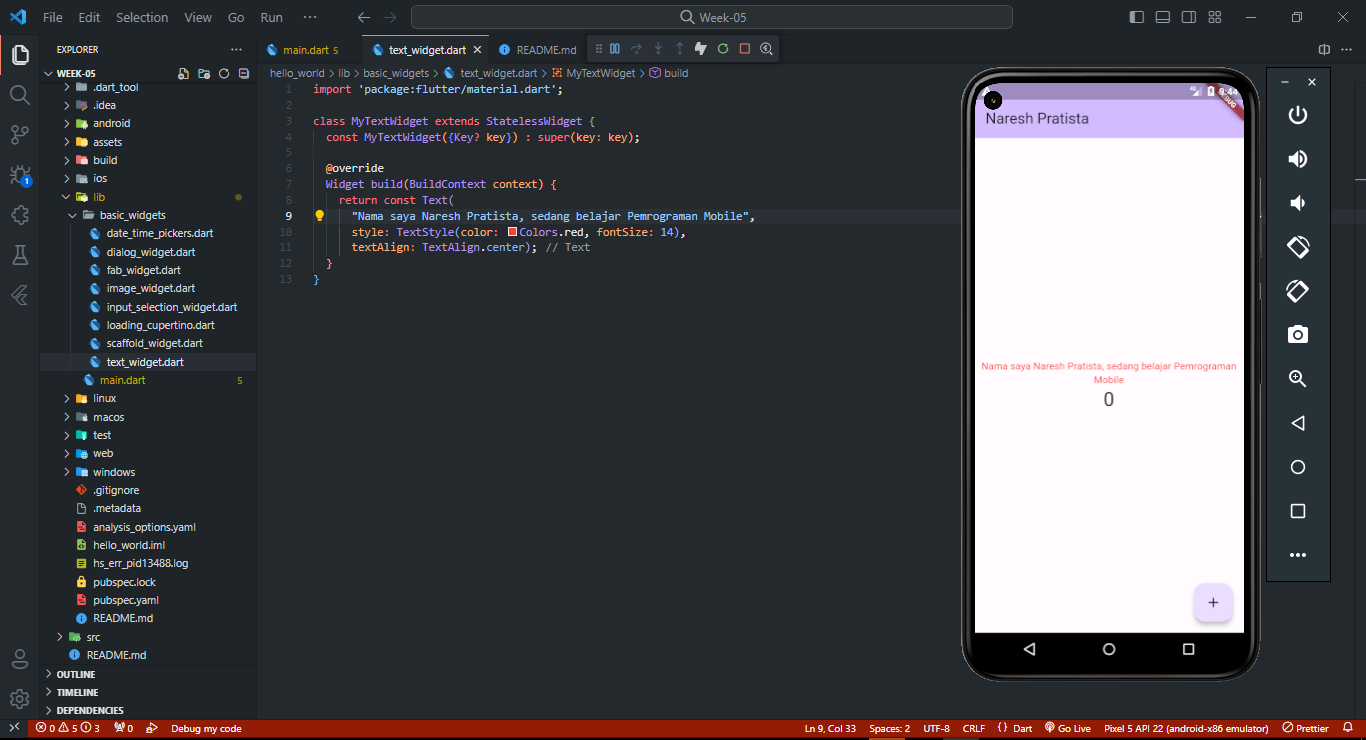 File Edit Selection View Go Run ··· Week-05
EXPLORER ···
main.dart 5 text_widget.dart README.md
WEEK-05
hello_world > lib > basic_widgets > text_widget.dart > MyTextWidget > build
.dart_tool
.idea
android
assets
build
ios
lib
basic_widgets
date_time_pickers.dart
dialog_widget.dart
fab_widget.dart
image_widget.dart
input_selection_widget.dart
loading_cupertino.dart
scaffold_widget.dart
text_widget.dart
main.dart 5
linux
macos
test
web
windows
.gitignore
.metadata
analysis_options.yaml
hello_world.iml
hs_err_pid13488.log
pubspec.lock
pubspec.yaml
README.md
src
README.md
OUTLINE
TIMELINE
DEPENDENCIES
1 import 'package:flutter/material.dart';
2
3 class MyTextWidget extends StatelessWidget {
4 const MyTextWidget({Key? key}) : super(key: key);
5
6 @override
7 Widget build(BuildContext context) {
8 return const Text(
9 "Nama saya Naresh Pratista, sedang belajar Pemrograman Mobile",
10 style: TextStyle(color: Colors.red, fontSize: 14),
11 textAlign: TextAlign.center); // Text
12 }
13 }
9:44
DEBUG
Naresh Pratista
Nama saya Naresh Pratista, sedang belajar Pemrograman
Mobile
0
+
1
0 5 3 0 Debug my code Ln 9, Col 33 Spaces: 2 UTF-8 CRLF {} Dart Go Live Pixel 5 API 22 (android-x86 emulator) Prettier